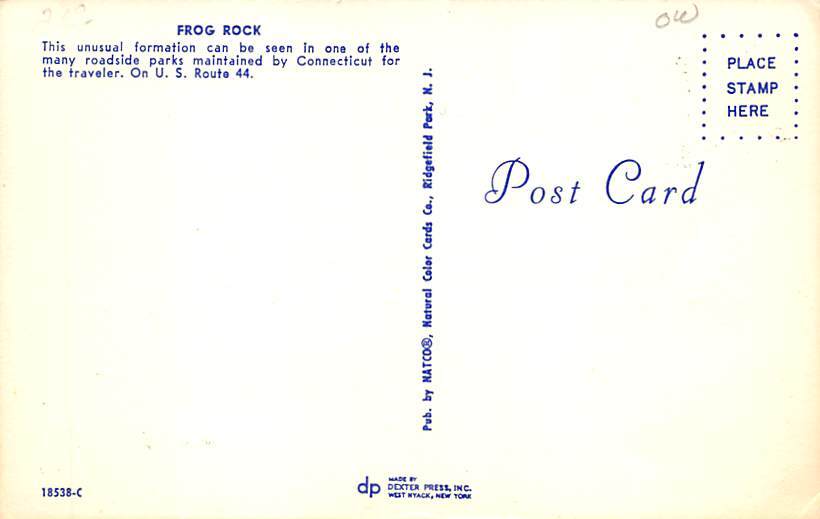 FROG ROCK
This unusual formation can be seen in one of the
many roadside parks maintained by Connecticut for
the traveler. On U. S. Route 44.
Pub. by NATCO®, Natural Color Cards Co., Ridgefield Park, N. J.
PLACE
STAMP
HERE
Post Card
18538-C
dp
MADE BY
DEXTER PRESS, INC.
WEST NYACK, NEW YORK